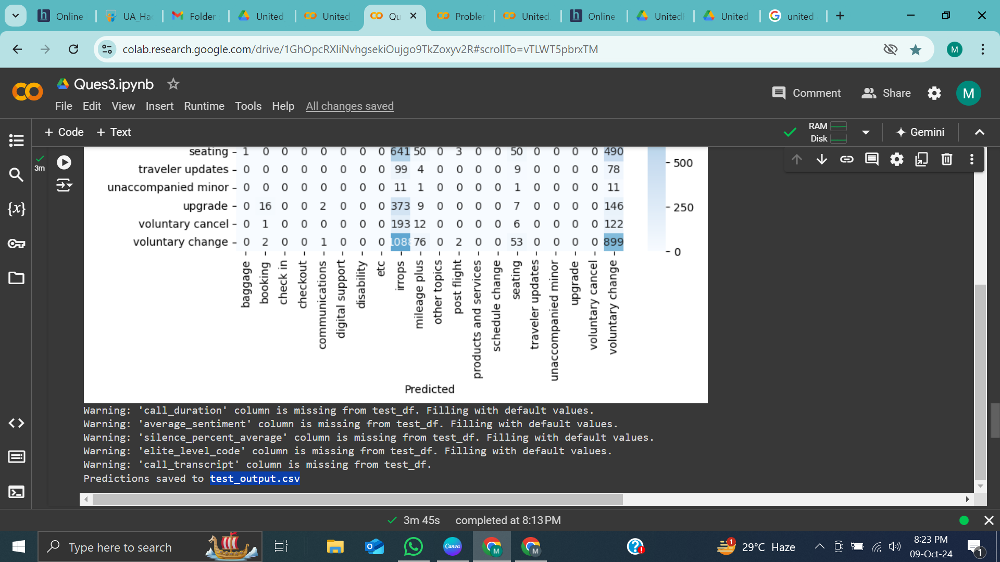 Online
UA_Ha
Folder
United_
United_
Qu
Probler
United.
Online
United
United
united
colab.research.google.com/drive/1GhOpcRXliNvhgsekiOujgo9TkZoxyv2R#scrollTo=vTLWT5pbrxTM
M
Ques3.ipynb
Comment
Share
M
File Edit View Insert Runtime Tools Help All changes saved
+ Code + Text
RAM
Disk
Gemini
3m
{x}
seating 1 0 0 0 0 0 0 0 641 50 0 3 0 0 50 0 0 0 0 490
traveler updates 0 0 0 0 0 0 0 0 99 4 0 0 0 0 9 0 0 0 0 78
unaccompanied minor 0 0 0 0 0 0 0 0 11 1 0 0 0 0 1 0 0 0 0 11
upgrade 0 16 0 0 2 0 0 0 373 9 0 0 0 0 7 0 0 0 0 146
voluntary cancel 0 1 0 0 0 0 0 0 193 12 0 0 0 0 6 0 0 0 0 122
voluntary change 0 2 0 0 1 0 0 0 1088 76 0 2 0 0 53 0 0 0 0 899
500
250
0
baggage
booking
check in
checkout
communications
digital support
disability
etc
irrops
mileage plus
other topics
post flight
products and services
schedule change
seating
traveler updates
unaccompanied minor
upgrade
voluntary cancel
voluntary change
Predicted
Warning: 'call_duration' column is missing from test_df. Filling with default values.
Warning: 'average_sentiment' column is missing from test_df. Filling with default values.
Warning: 'silence_percent_average' column is missing from test_df. Filling with default values.
Warning: 'elite_level_code' column is missing from test_df. Filling with default values.
Warning: 'call_transcript' column is missing from test_df.
Predictions saved to test_output.csv
3m 45s completed at 8:13 PM
Type here to search
Canva
M
M
1
29°C Haze
8:23 PM
09-Oct-24
1